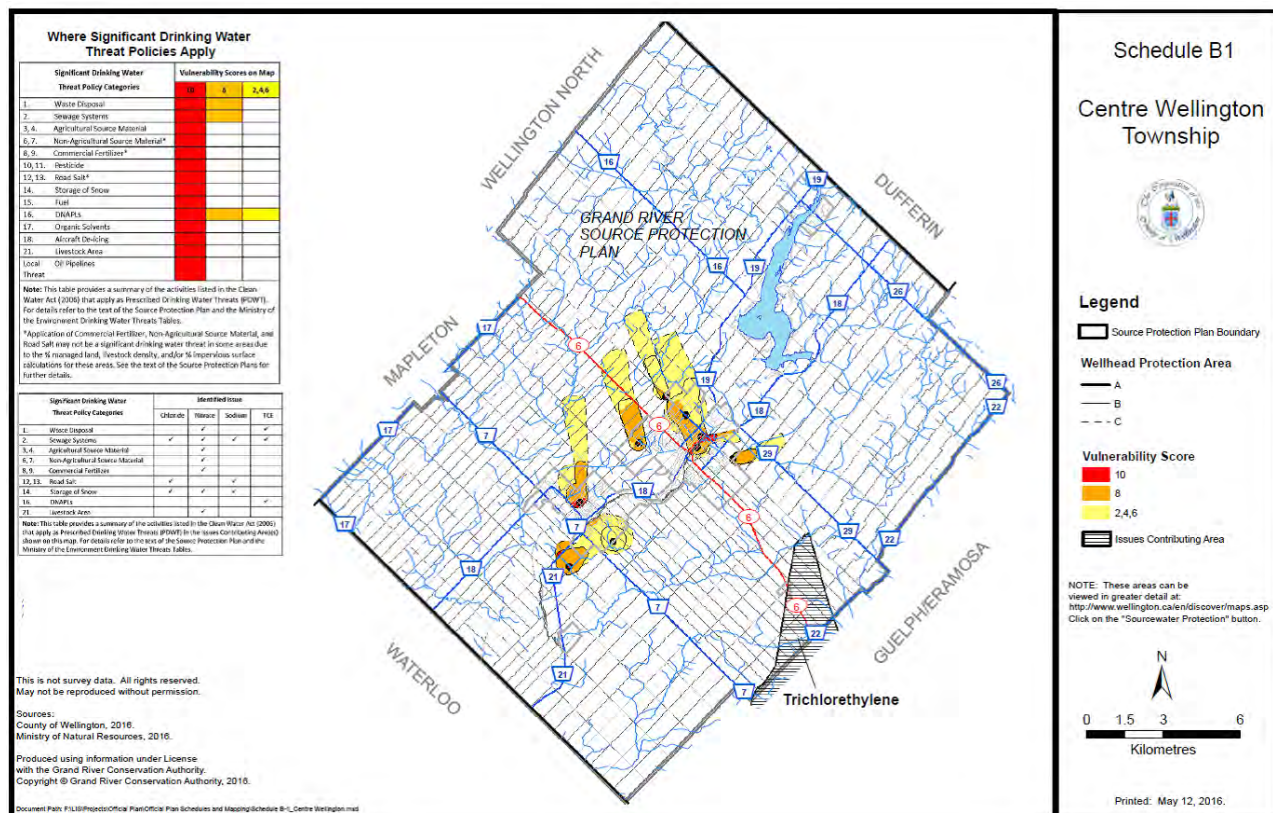 Where Significant Drinking Water
Threat Policies Apply
Significant Drinking Water
Threat Policy Categories
Vulnerability Scores on Map
10 8 2,4,6
1. Waste Disposal
2. Sewage Systems
3, 4. Agricultural Source Material
6, 7. Non-Agricultural Source Material*
8, 9. Commercial Fertilizer*
10, 11. Pesticide
12, 13. Road Salt*
14. Storage of Snow
15. Fuel
16. DNAPLs
17. Organic Solvents
18. Aircraft De-icing
21. Livestock Area
Local Oil Pipelines
Threat
Note: This table provides a summary of the activities listed in the Clean
Water Act (2006) that apply as Prescribed Drinking Water Threats (PDWT).
For details refer to the text of the Source Protection Plan and the Ministry of
the Environment Drinking Water Threats Tables.
*Application of Commercial Fertilizer, Non-Agricultural Source Material, and
Road Salt may not be a significant drinking water threat in some areas due
to the % managed land, livestock density, and/or % impervious surface
calculations for these areas. See the text of the Source Protection Plans for
further details.
Significant Drinking Water
Threat Policy Categories
Identified Issue
Chloride Nitrate Sodium TCE
1. Waste Disposal ✓ ✓
2. Sewage Systems ✓ ✓ ✓ ✓
3, 4. Agricultural Source Material ✓
6, 7. Non-Agricultural Source Material ✓
8, 9. Commercial Fertilizer ✓
12, 13. Road Salt ✓ ✓
14. Storage of Snow ✓ ✓ ✓
16. DNAPLs ✓
21. Livestock Area ✓
Note: This table provides a summary of the activities listed in the Clean Water Act (2006)
that apply as Prescribed Drinking Water Threats (PDWT) in the Issues Contributing Area(s)
shown on this map. For details refer to the text of the Source Protection Plan and the
Ministry of the Environment Drinking Water Threats Tables.
This is not survey data. All rights reserved.
May not be reproduced without permission.
Sources:
County of Wellington, 2016.
Ministry of Natural Resources, 2016.
Produced using information under License
with the Grand River Conservation Authority.
Copyright © Grand River Conservation Authority, 2016.
WELLINGTON NORTH
DUFFERIN
MAPLETON
WATERLOO
GUELPH/ERAMOSA
GRAND RIVER
SOURCE PROTECTION
PLAN
16
19
16
19
18
26
26
22
17
6
19
18
17
7
6
29
18
7
17
18
21
6
29
22
7
6
22
21
7
Trichlorethylene
Schedule B1
Centre Wellington
Township
Legend
Source Protection Plan Boundary
Wellhead Protection Area
A
B
C
Vulnerability Score
10
8
2,4,6
Issues Contributing Area
NOTE: These areas can be
viewed in greater detail at:
http://www.wellington.ca/en/discover/maps.asp
Click on the "Sourcewater Protection" button.
N
0 1.5 3 6
Kilometres
Printed: May 12, 2016.